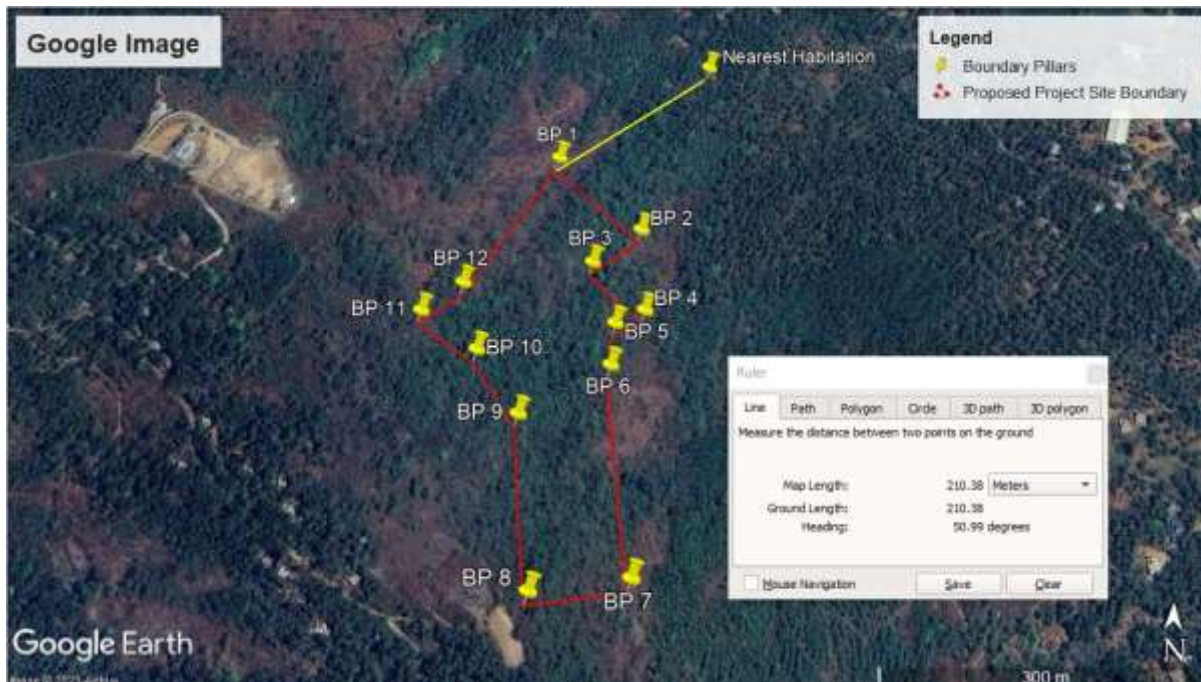 Google Image
Legend
Boundary Pillars
Proposed Project Site Boundary
Nearest Habitation
BP 1
BP 2
BP 3
BP 12
BP 11
BP 4
BP 5
BP 10
BP 6
BP 9
BP 8
BP 7
Ruler
Line Path Polygon Circle 3D path 3D polygon
Measure the distance between two points on the ground
Map Length: 210.38 Meters
Ground Length: 210.38
Heading: 50.99 degrees
Mouse Navigation Save Clear
Google Earth
N
300 m